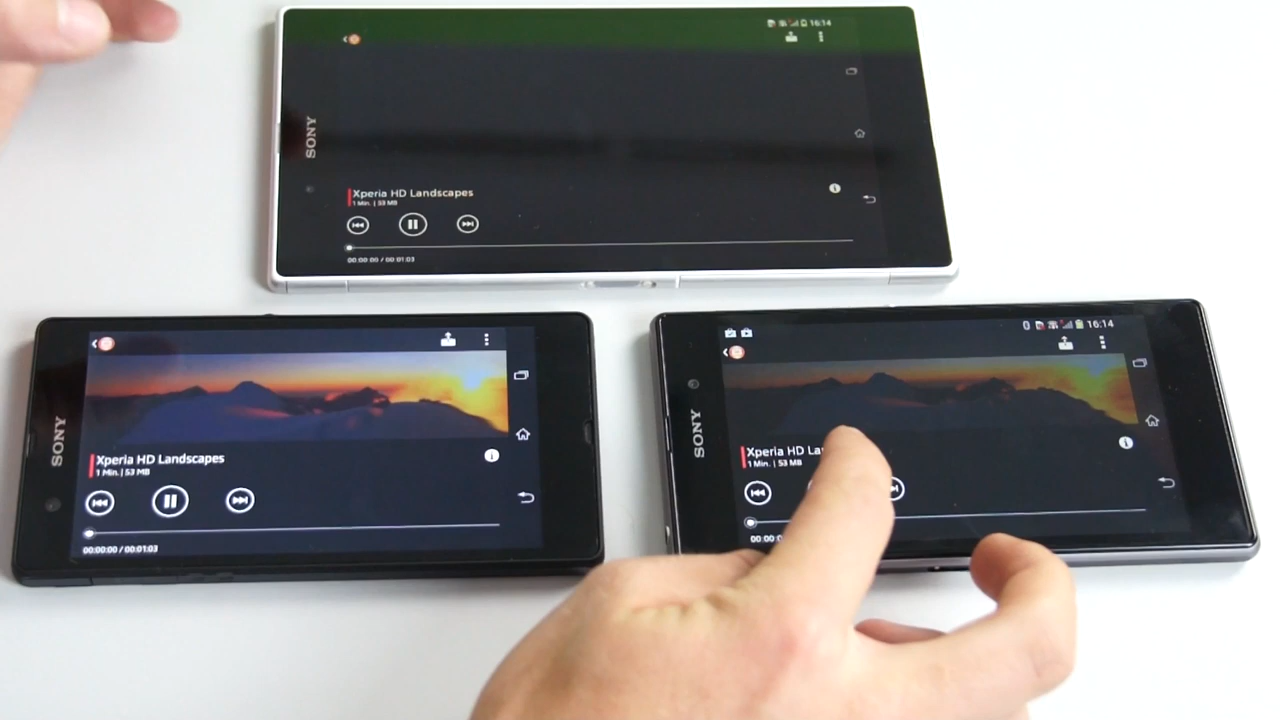 16:14
SONY
Xperia HD Landscapes
1 Min. | 53 MB
00:00:00 / 00:01:03
SONY
Xperia HD Landscapes
1 Min. | 53 MB
00:00:00 / 00:01:03
16:14
SONY
Xperia HD
1 Min. | 53 MB